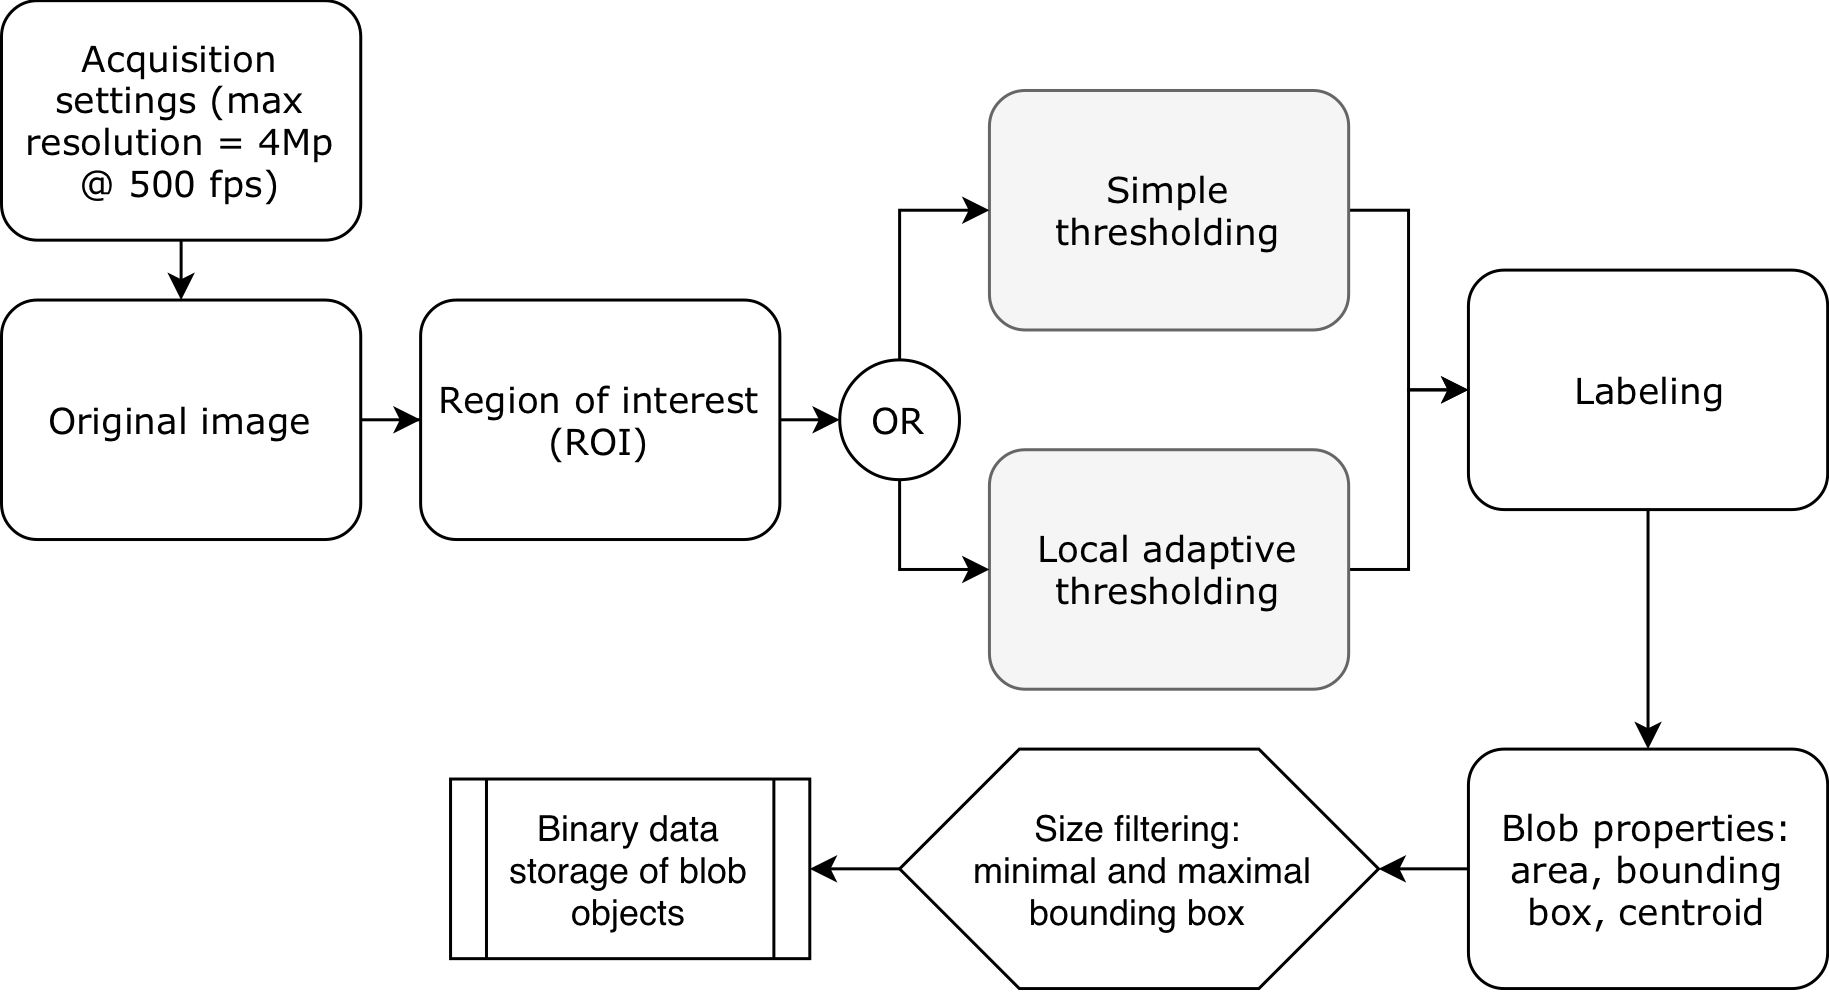 Acquisition
settings (max
resolution = 4Mp
@ 500 fps)
Original image
Region of interest
(ROI)
OR
Simple
thresholding
Local adaptive
thresholding
Labeling
Blob properties:
area, bounding
box, centroid
Size filtering:
minimal and maximal
bounding box
Binary data
storage of blob
objects